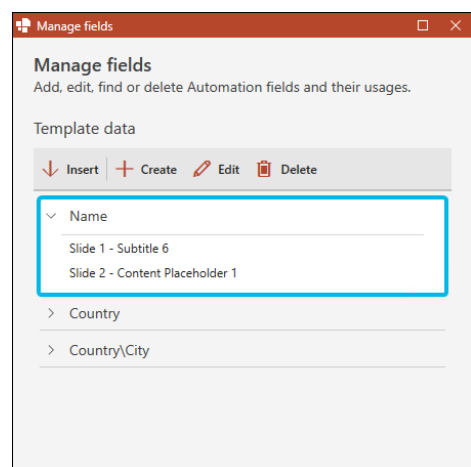 Manage fields
Manage fields
Add, edit, find or delete Automation fields and their usages.
Template data
Insert Create Edit Delete
Name
Slide 1 - Subtitle 6
Slide 2 - Content Placeholder 1
Country
Country\City